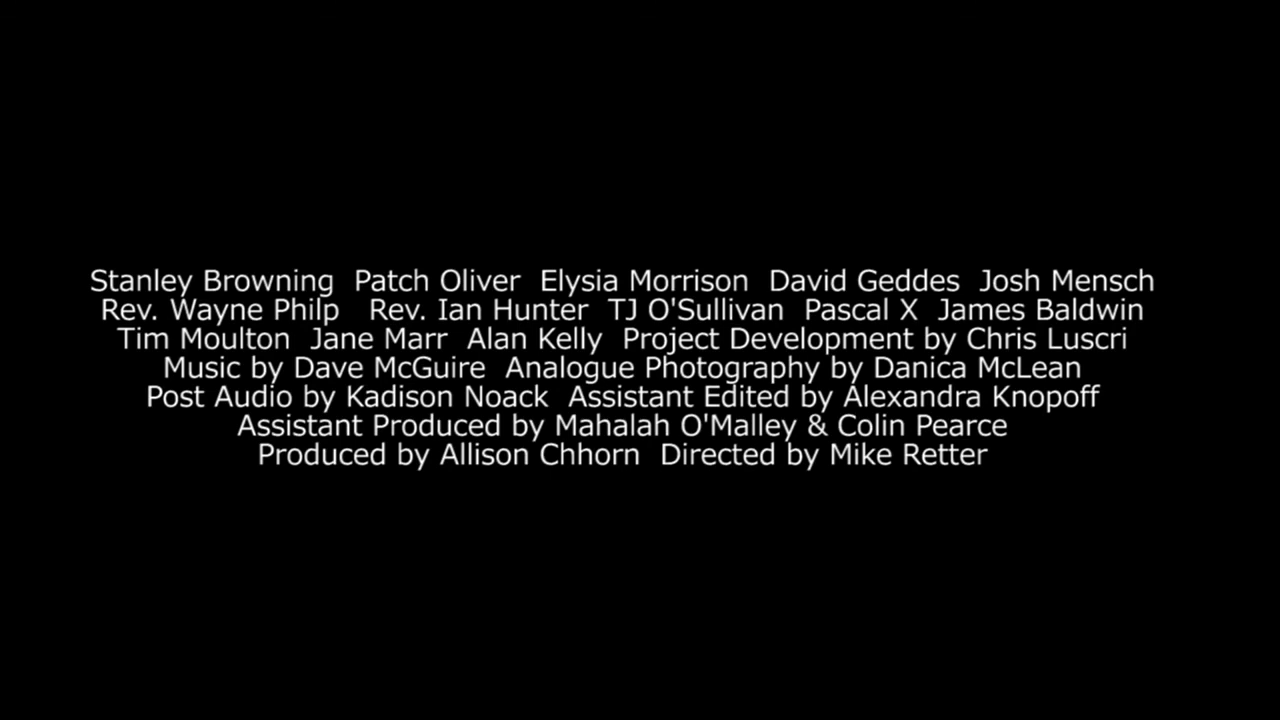 Stanley Browning  Patch Oliver  Elysia Morrison  David Geddes  Josh Mensch
Rev. Wayne Philp   Rev. Ian Hunter  TJ O'Sullivan  Pascal X  James Baldwin
Tim Moulton  Jane Marr  Alan Kelly  Project Development by Chris Luscri
Music by Dave McGuire  Analogue Photography by Danica McLean
Post Audio by Kadison Noack  Assistant Edited by Alexandra Knopoff
Assistant Produced by Mahalah O'Malley & Colin Pearce
Produced by Allison Chhorn  Directed by Mike Retter